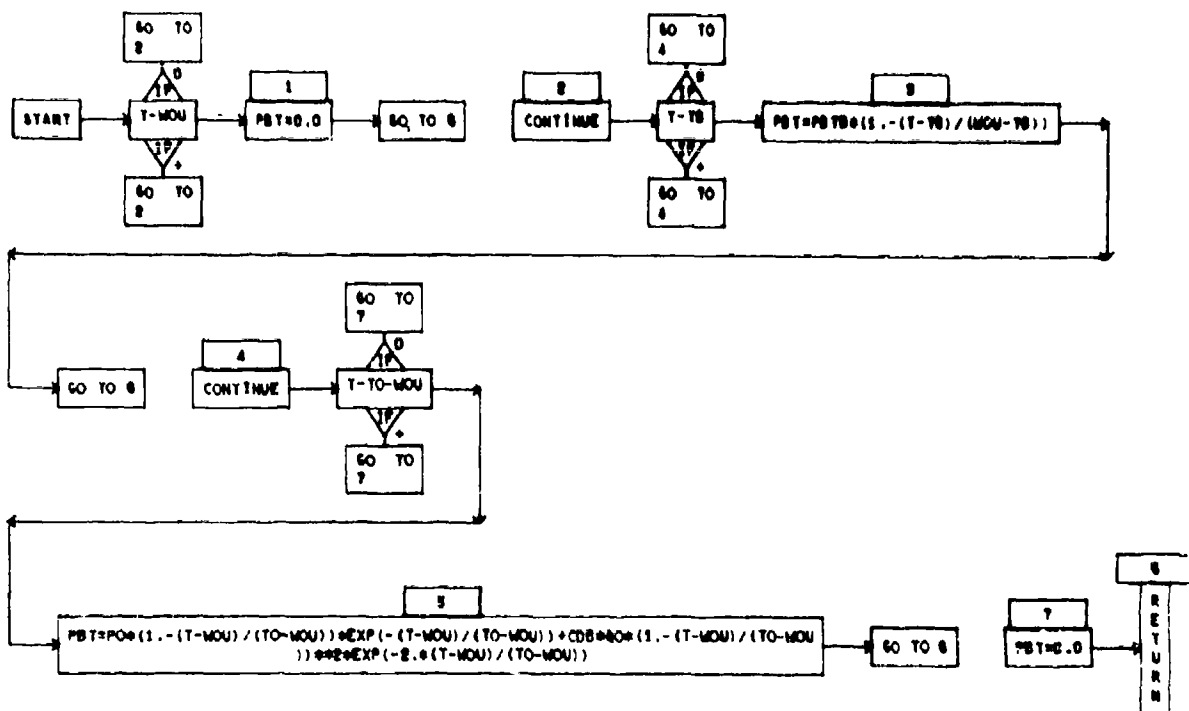 GO TO
2
GO TO
4
0
IF
1
2
0
IF
3
START
T-WOU
PBT=0.0
GO TO 6
CONTINUE
T-TB
PBT=PBTB*(1.-(T-TB)/(WOU-TB))
IF
+
IF
+
GO TO
2
GO TO
4
GO TO
7
4
0
IF
GO TO 6
CONTINUE
T-TO-WOU
IF
+
GO TO
7
5
7
6
PBT=PO*(1.-(T-WOU)/(TO-WOU))*EXP(-(T-WOU)/(TO-WOU))+CDB*QO*(1.-(T-WOU)/(TO-WOU
))**2*EXP(-2.*(T-WOU)/(TO-WOU))
GO TO 6
PBT=0.0
RETURN